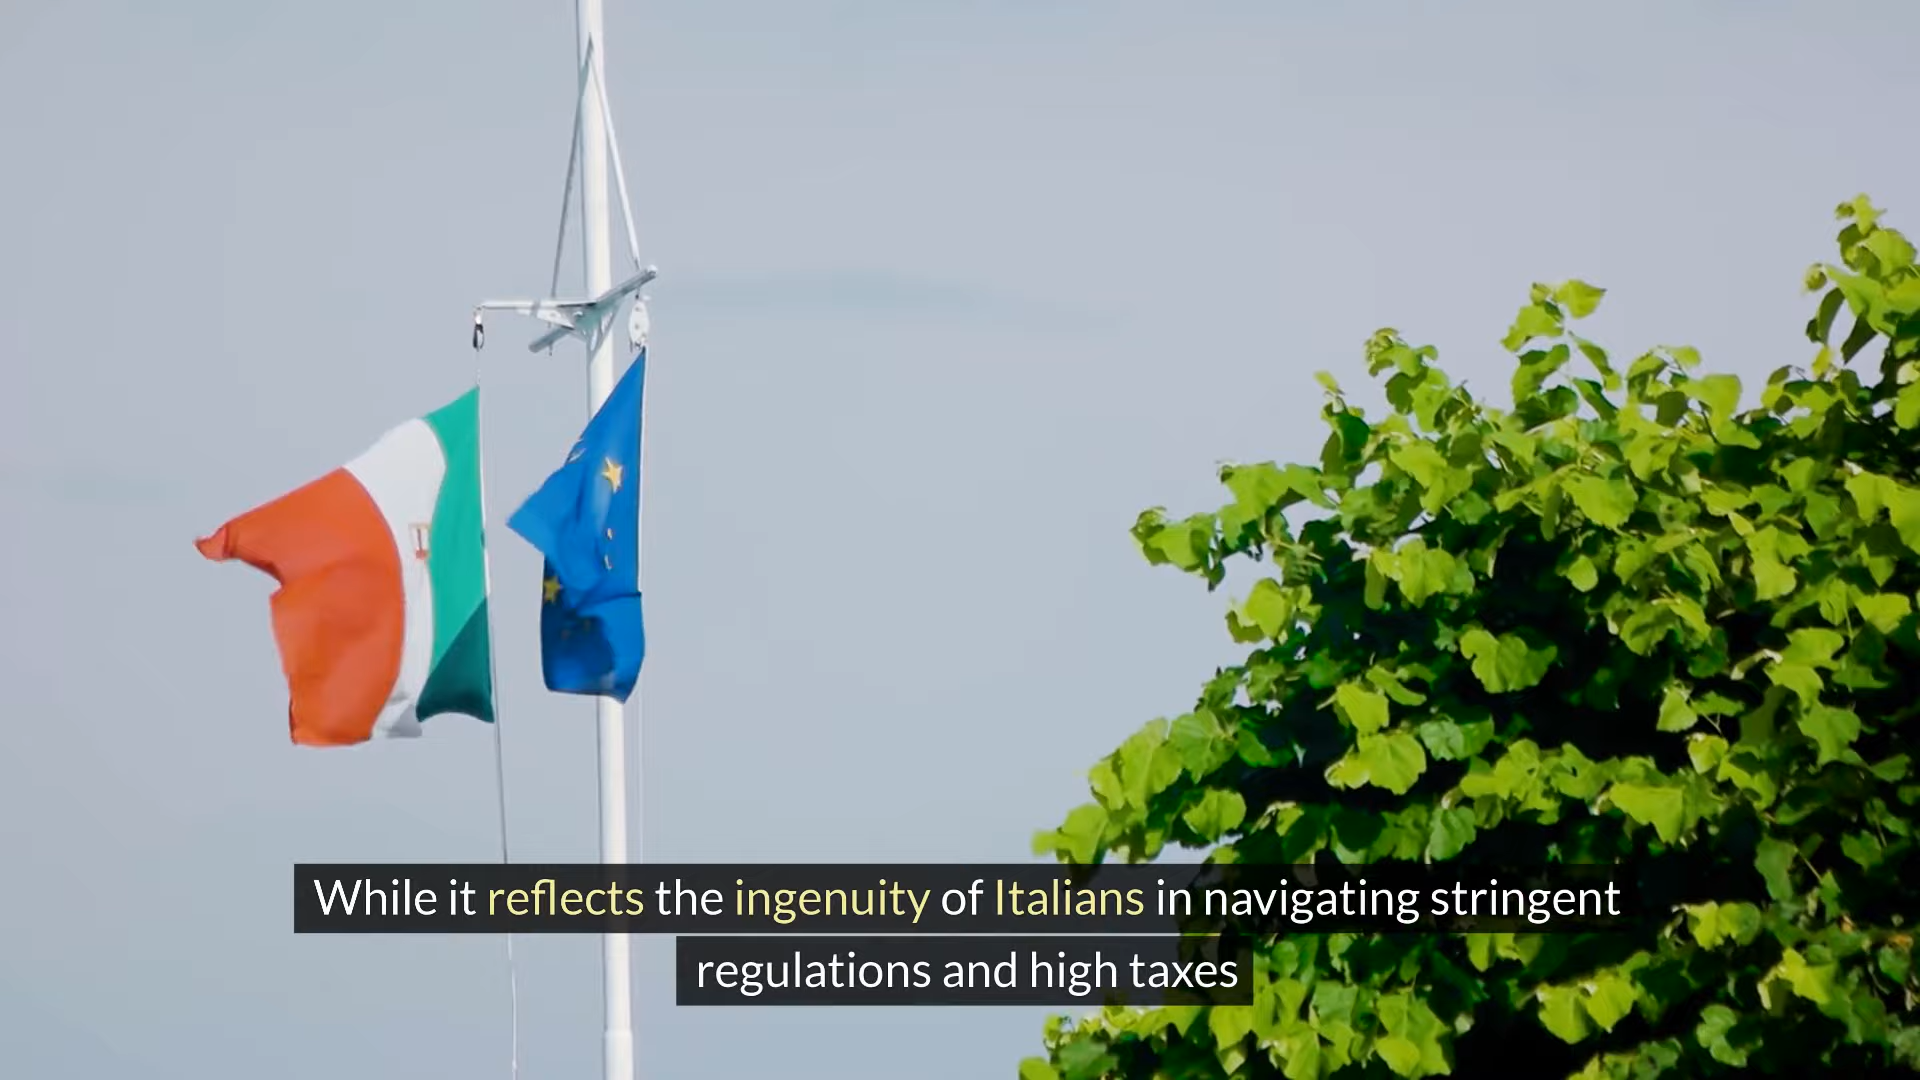 While it reflects the ingenuity of Italians in navigating stringent
regulations and high taxes